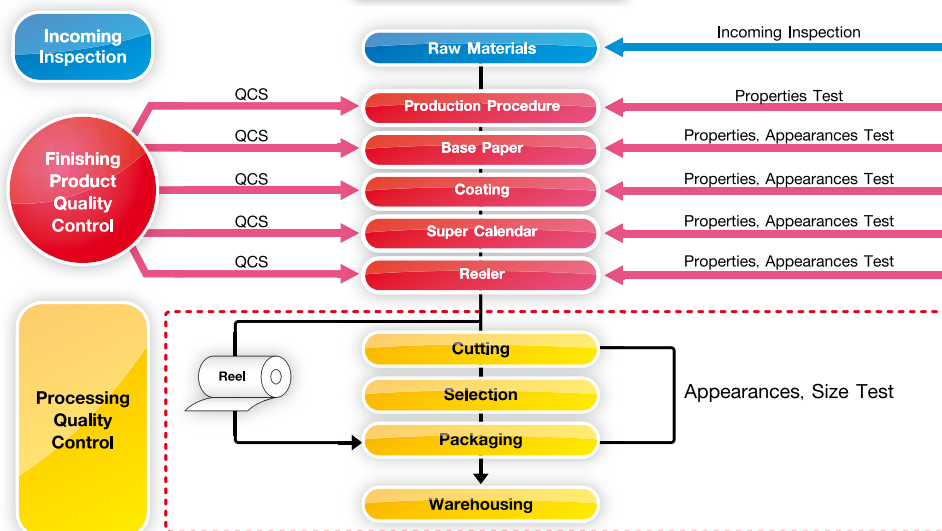 Incoming
Inspection
Raw Materials
Incoming Inspection
QCS
Production Procedure
Properties Test
QCS
Base Paper
Properties, Appearances Test
Finishing
Product
Quality
Control
QCS
Coating
Properties, Appearances Test
QCS
Super Calendar
Properties, Appearances Test
QCS
Reeler
Properties, Appearances Test
Processing
Quality
Control
Reel
Cutting
Selection
Packaging
Appearances, Size Test
Warehousing